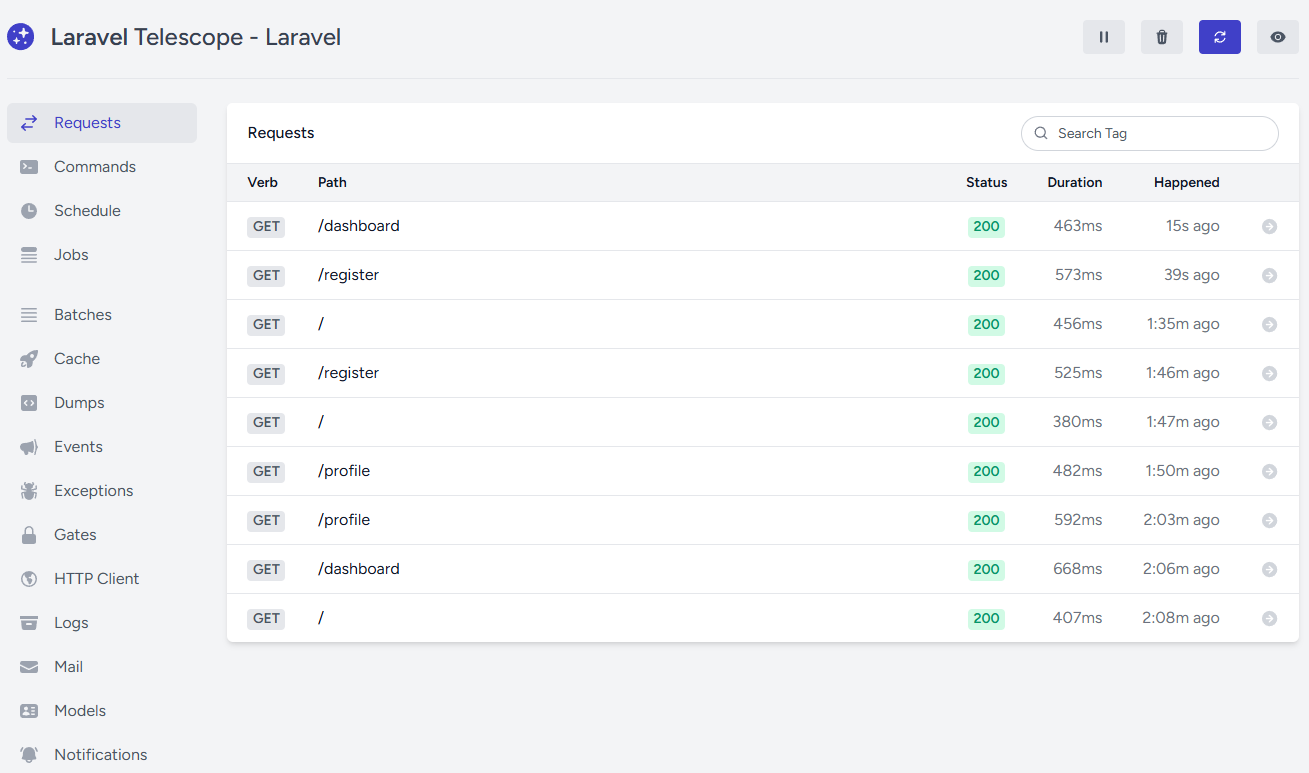 Laravel Telescope - Laravel
Requests
Commands
Schedule
Jobs
Batches
Cache
Dumps
Events
Exceptions
Gates
HTTP Client
Logs
Mail
Models
Notifications
Requests
Search Tag
Verb Path Status Duration Happened
GET /dashboard 200 463ms 15s ago
GET /register 200 573ms 39s ago
GET / 200 456ms 1:35m ago
GET /register 200 525ms 1:46m ago
GET / 200 380ms 1:47m ago
GET /profile 200 482ms 1:50m ago
GET /profile 200 592ms 2:03m ago
GET /dashboard 200 668ms 2:06m ago
GET / 200 407ms 2:08m ago